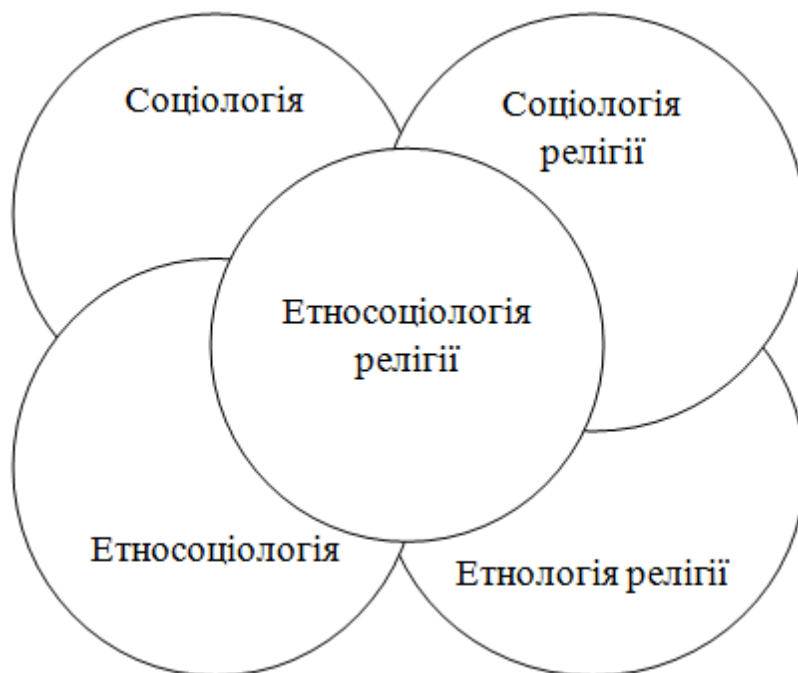 Соціологія
Соціологія
релігії
Етносоціологія
релігії
Етносоціологія
Етнологія релігії